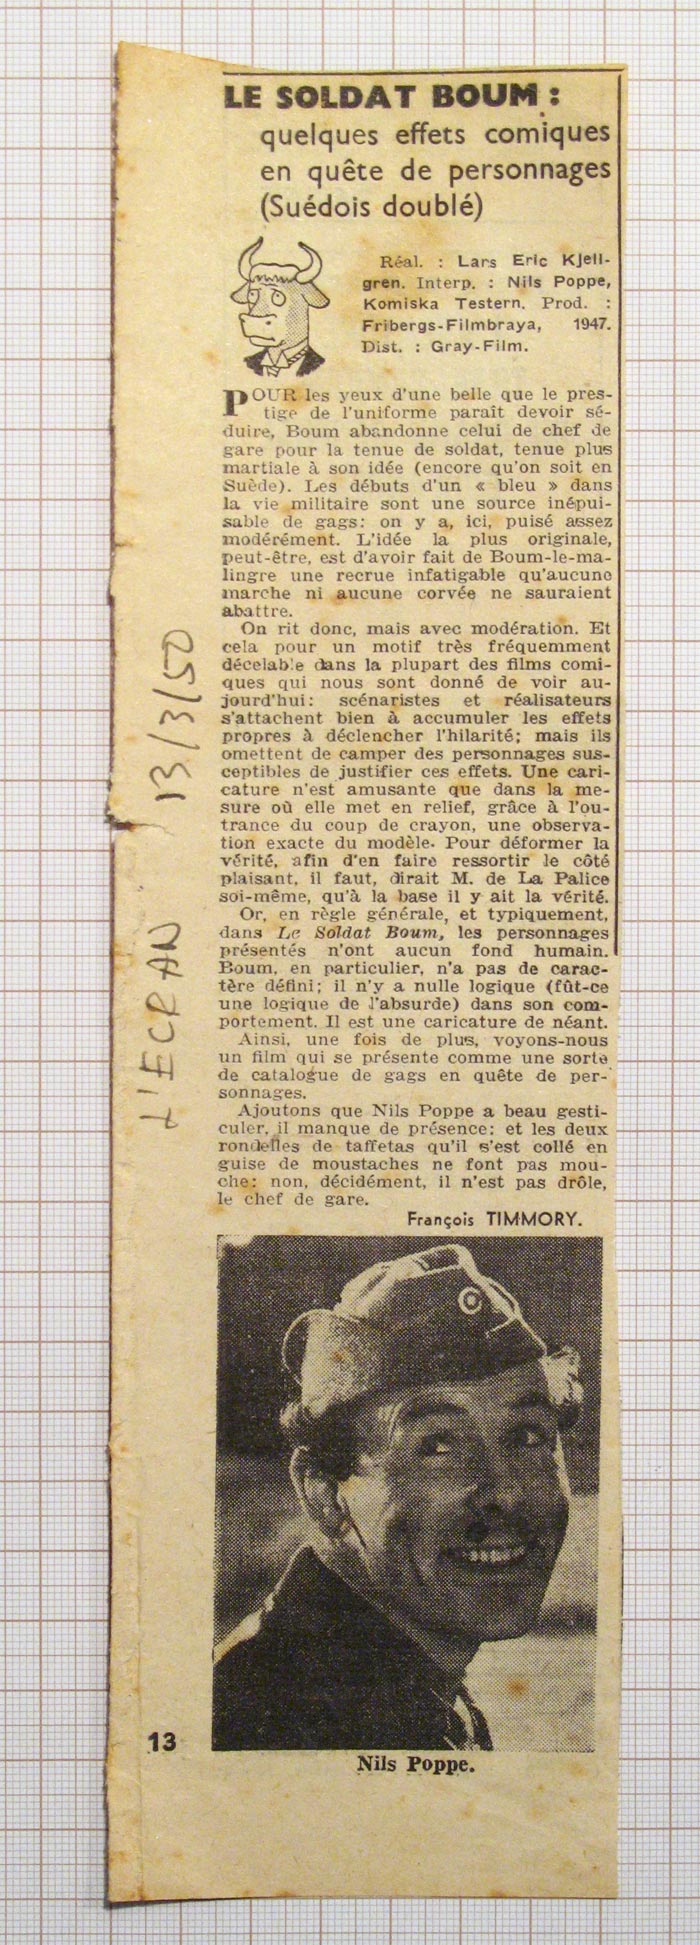 LE SOLDAT BOUM :
quelques effets comiques
en quête de personnages
(Suédois doublé)
Réal. : Lars Eric Kjell-
gren. Interp. : Nils Poppe,
Komiska Testern. Prod. :
Fribergs-Filmbraya, 1947.
Dist. : Gray-Film.
POUR les yeux d'une belle que le pres-
tige de l'uniforme paraît devoir sé-
duire, Boum abandonne celui de chef de
gare pour la tenue de soldat, tenue plus
martiale à son idée (encore qu'on soit en
Suède). Les débuts d'un « bleu » dans
la vie militaire sont une source inépui-
sable de gags: on y a, ici, puisé assez
modérément. L'idée la plus originale,
peut-être, est d'avoir fait de Boum-le-ma-
lingre une recrue infatigable qu'aucune
marche ni aucune corvée ne sauraient
abattre.
On rit donc, mais avec modération. Et
cela pour un motif très fréquemment
décelable dans la plupart des films comi-
ques qui nous sont donné de voir au-
jourd'hui: scénaristes et réalisateurs
s'attachent bien à accumuler les effets
propres à déclencher l'hilarité; mais ils
omettent de camper des personnages sus-
ceptibles de justifier ces effets. Une cari-
cature n'est amusante que dans la me-
sure où elle met en relief, grâce à l'ou-
trance du coup de crayon, une observa-
tion exacte du modèle. Pour déformer la
vérité, afin d'en faire ressortir le côté
plaisant, il faut, dirait M. de La Palice
soi-même, qu'à la base il y ait la vérité.
Or, en règle générale, et typiquement,
dans Le Soldat Boum, les personnages
présentés n'ont aucun fond humain.
Boum, en particulier, n'a pas de carac-
tère défini; il n'y a nulle logique (fût-ce
une logique de l'absurde) dans son com-
portement. Il est une caricature de néant.
Ainsi, une fois de plus, voyons-nous
un film qui se présente comme une sorte
de catalogue de gags en quête de per-
sonnages.
Ajoutons que Nils Poppe a beau gesti-
culer, il manque de présence; et les deux
rondelles de taffetas qu'il s'est collé en
guise de moustaches ne font pas mou-
che: non, décidément, il n'est pas drôle,
le chef de gare.
François TIMMORY.
L'ECRAN 13/3/50
13
Nils Poppe.